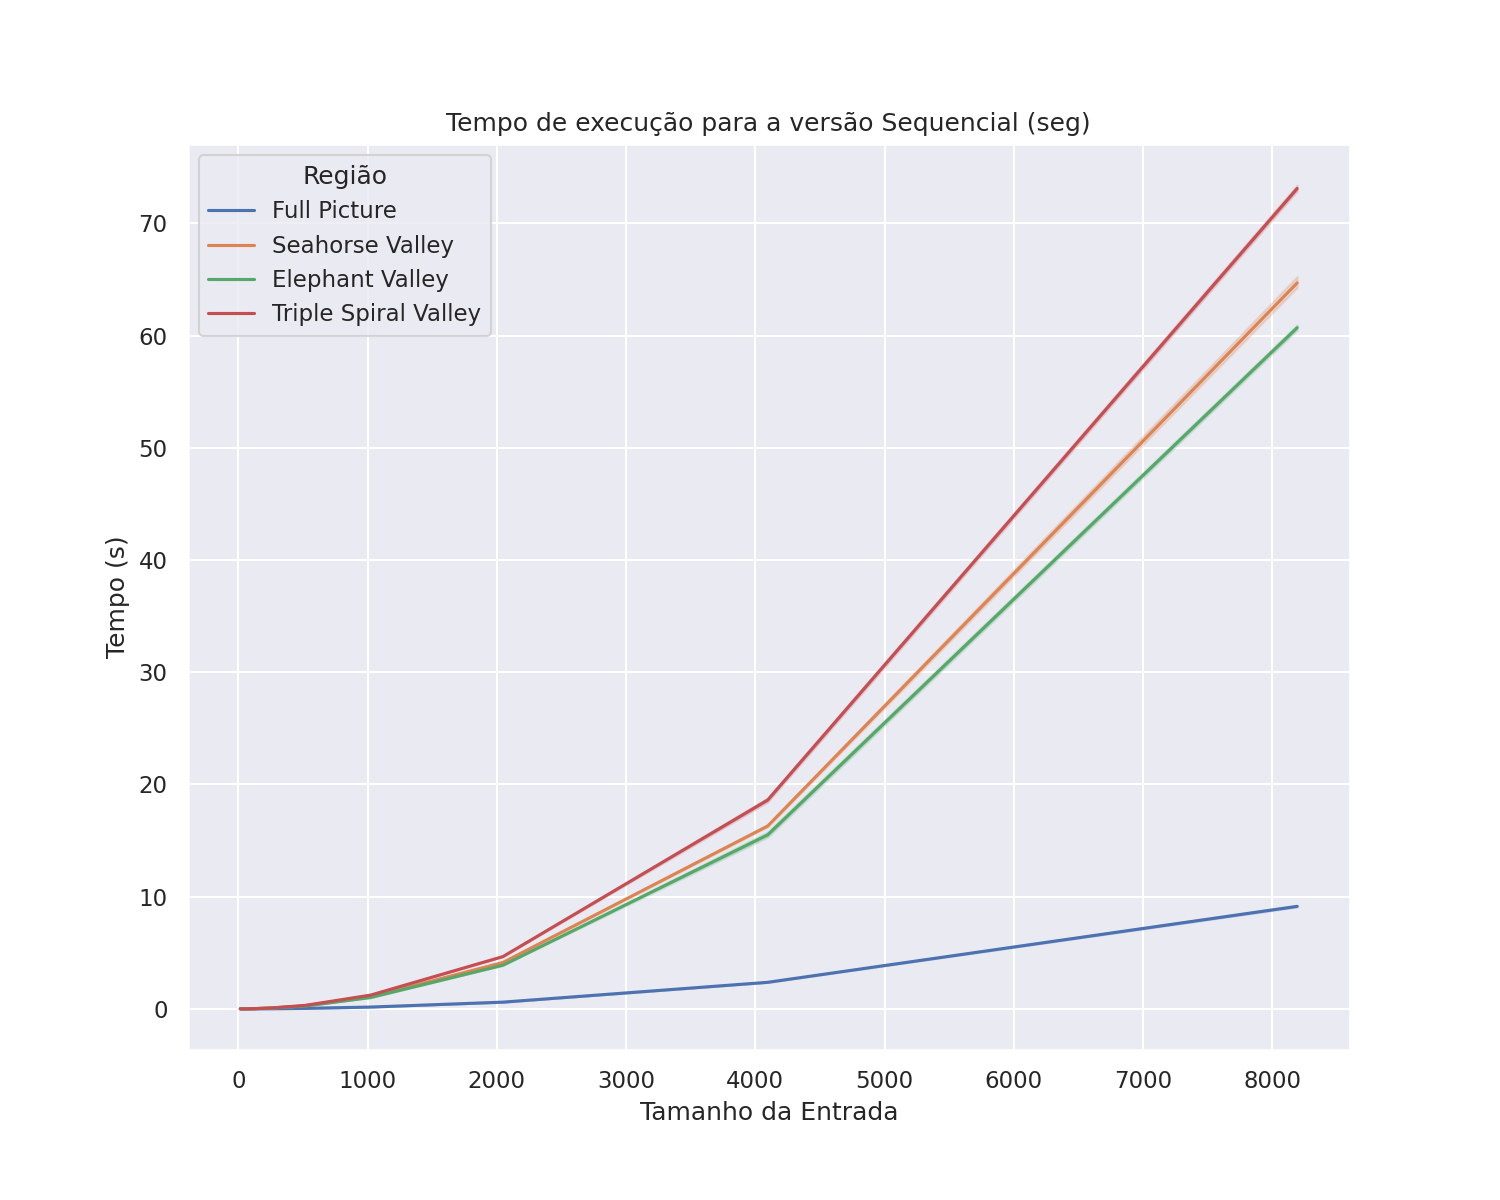 Tempo de execução para a versão Sequencial (seg)
Região
Full Picture
Seahorse Valley
Elephant Valley
Triple Spiral Valley
70
60
50
40
30
20
10
0
Tempo (s)
0 1000 2000 3000 4000 5000 6000 7000 8000
Tamanho da Entrada